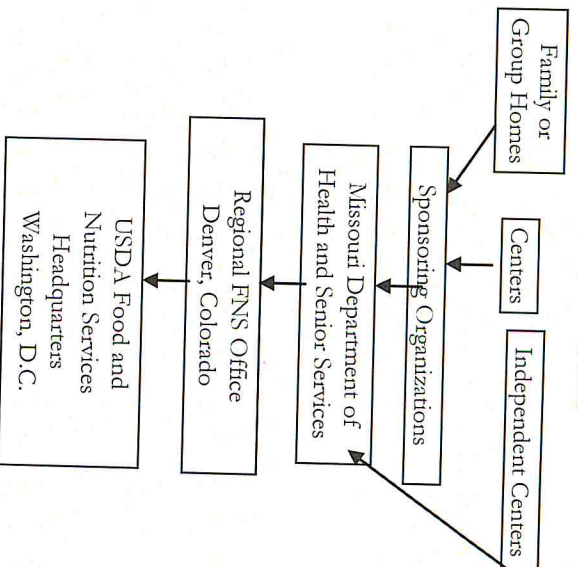 Family or
Group Homes
Centers
Independent Centers
Sponsoring Organizations
Missouri Department of
Health and Senior Services
Regional FNS Office
Denver, Colorado
USDA Food and
Nutrition Services
Headquarters
Washington, D.C.